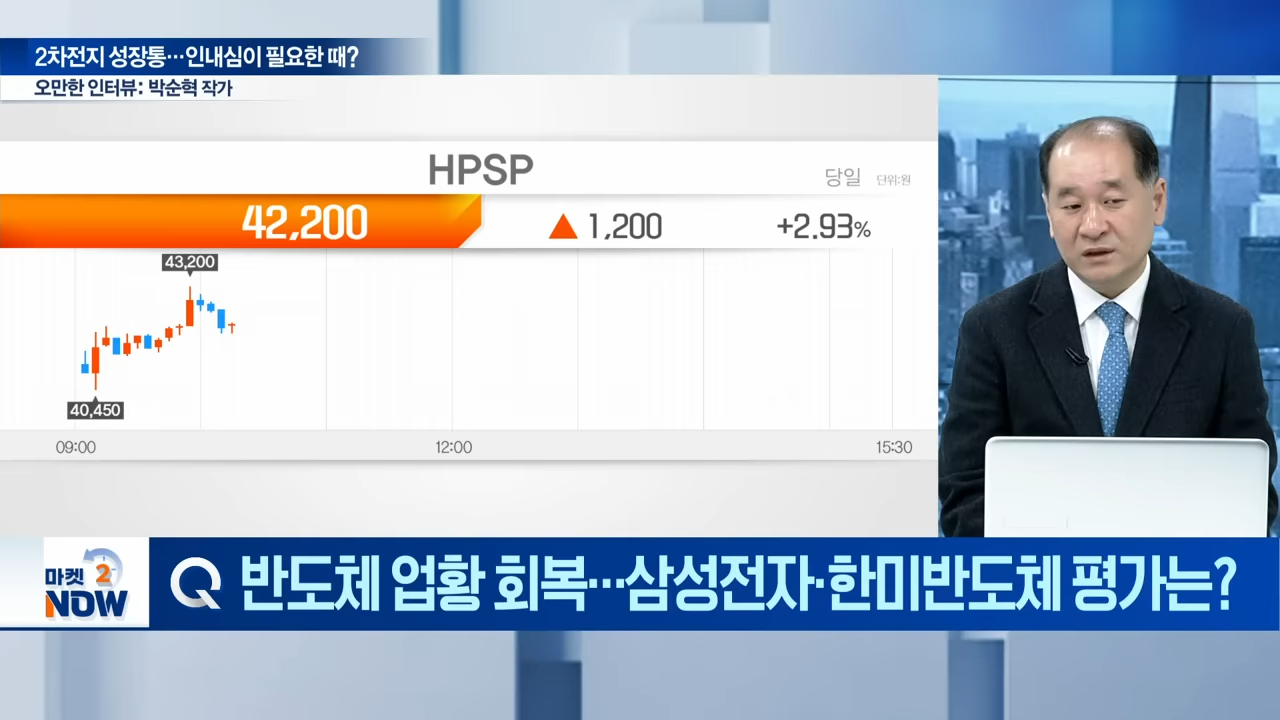 2차전지 성장통…인내심이 필요한 때?
오만한 인터뷰: 박순혁 작가
HPSP
당일 단위:원
42,200 ▲ 1,200 +2.93%
43,200
40,450
09:00 12:00 15:30
마켓 2
NOW
Q 반도체 업황 회복…삼성전자·한미반도체 평가는?